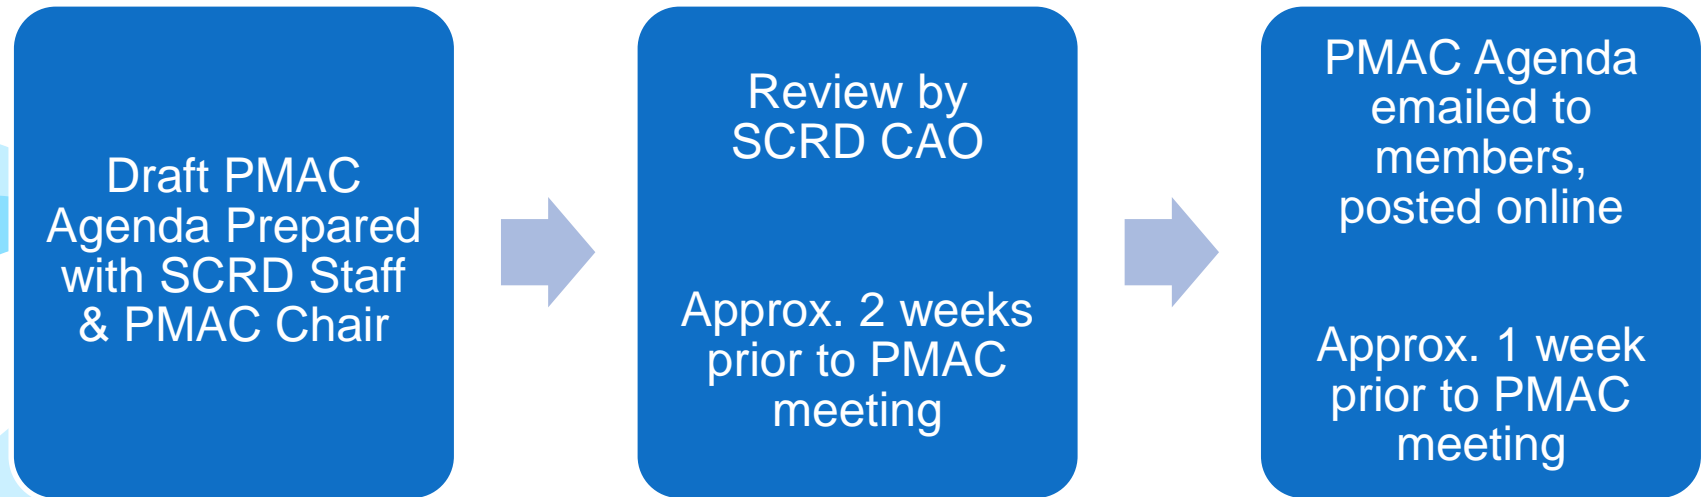 Draft PMAC
Agenda Prepared
with SCRD Staff
& PMAC Chair
Review by
SCRD CAO
Approx. 2 weeks
prior to PMAC
meeting
PMAC Agenda
emailed to
members,
posted online
Approx. 1 week
prior to PMAC
meeting